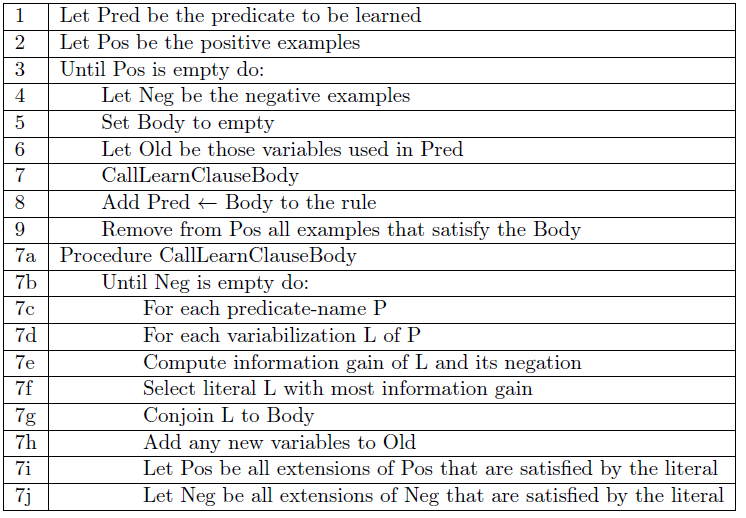 1 Let Pred be the predicate to be learned
2 Let Pos be the positive examples
3 Until Pos is empty do:
4 Let Neg be the negative examples
5 Set Body to empty
6 Let Old be those variables used in Pred
7 CallLearnClauseBody
8 Add Pred ← Body to the rule
9 Remove from Pos all examples that satisfy the Body
7a Procedure CallLearnClauseBody
7b Until Neg is empty do:
7c For each predicate-name P
7d For each variabilization L of P
7e Compute information gain of L and its negation
7f Select literal L with most information gain
7g Conjoin L to Body
7h Add any new variables to Old
7i Let Pos be all extensions of Pos that are satisfied by the literal
7j Let Neg be all extensions of Neg that are satisfied by the literal